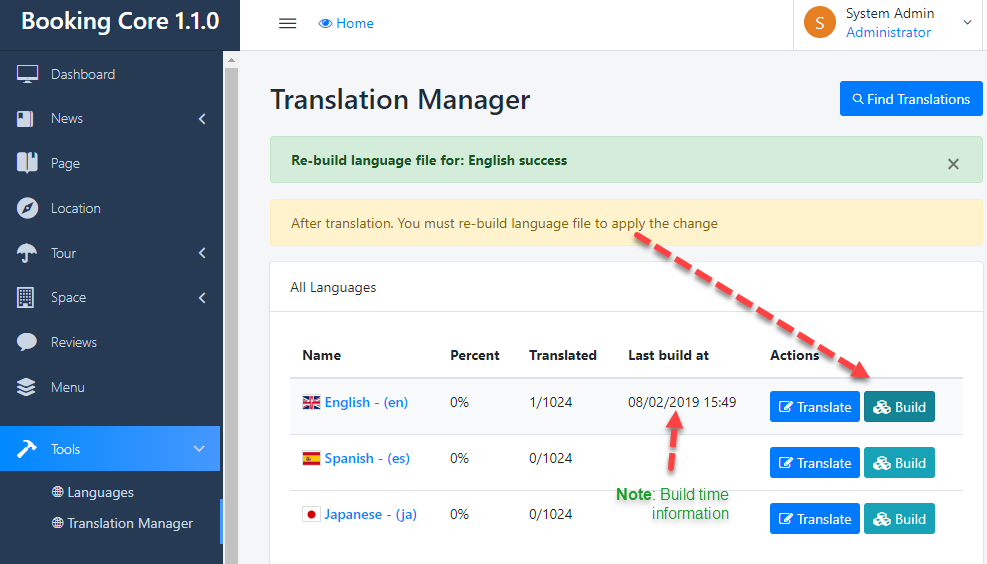 Booking Core 1.1.0
Home
S
System Admin
Administrator
Dashboard
News
Page
Location
Tour
Space
Reviews
Menu
Tools
Languages
Translation Manager
Translation Manager
Find Translations
Re-build language file for: English success
×
After translation. You must re-build language file to apply the change
All Languages
Name Percent Translated Last build at Actions
English - (en) 0% 1/1024 08/02/2019 15:49 Translate Build
Spanish - (es) 0% 0/1024 Translate Build
Note: Build time
information
Japanese - (ja) 0% 0/1024 Translate Build